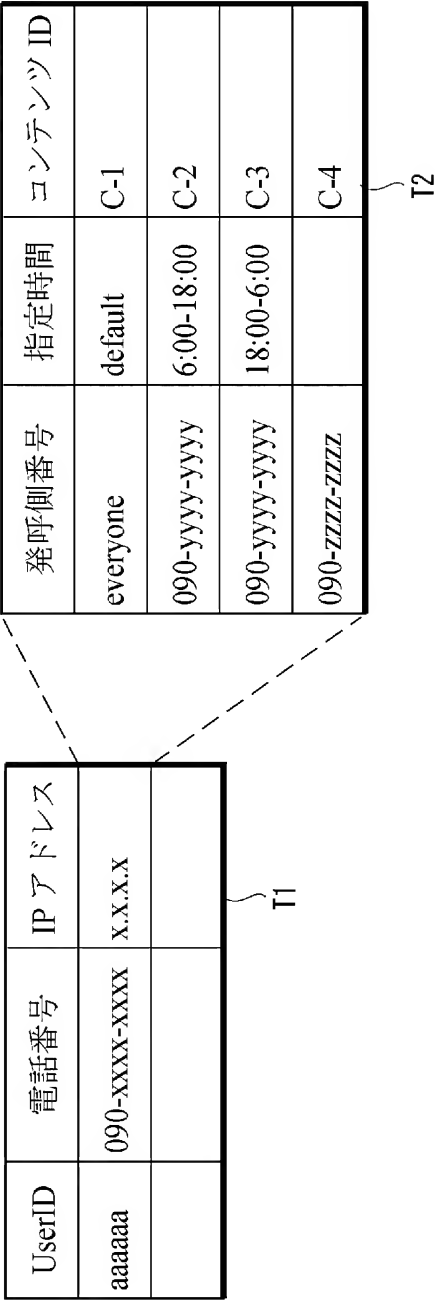 UserID 電話番号 IPアドレス
aaaaaa 090-xxxx-xxxx x.x.x.x
T1
発呼側番号 指定時間 コンテンツ ID
everyone default C-1
090-yyyy-yyyy 6:00-18:00 C-2
090-yyyy-yyyy 18:00-6:00 C-3
090-zzzz-zzzz C-4
T2